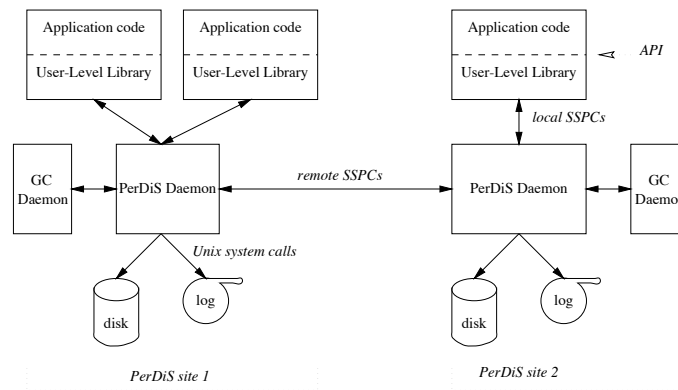 Application code
User-Level Library
Application code
User-Level Library
Application code
User-Level Library
API
local SSPCs
GC
Daemon
PerDiS Daemon
remote SSPCs
PerDiS Daemon
GC
Daemo
Unix system calls
disk
log
disk
log
PerDiS site 1
PerDiS site 2